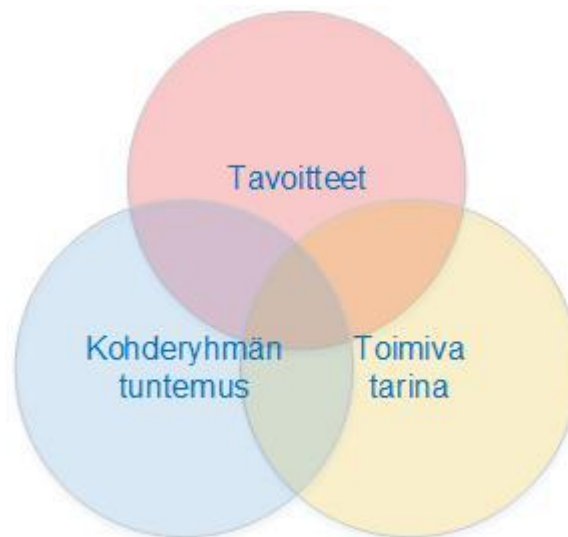 Tavoitteet
Kohderyhmän
tuntemus
Toimiva
tarina